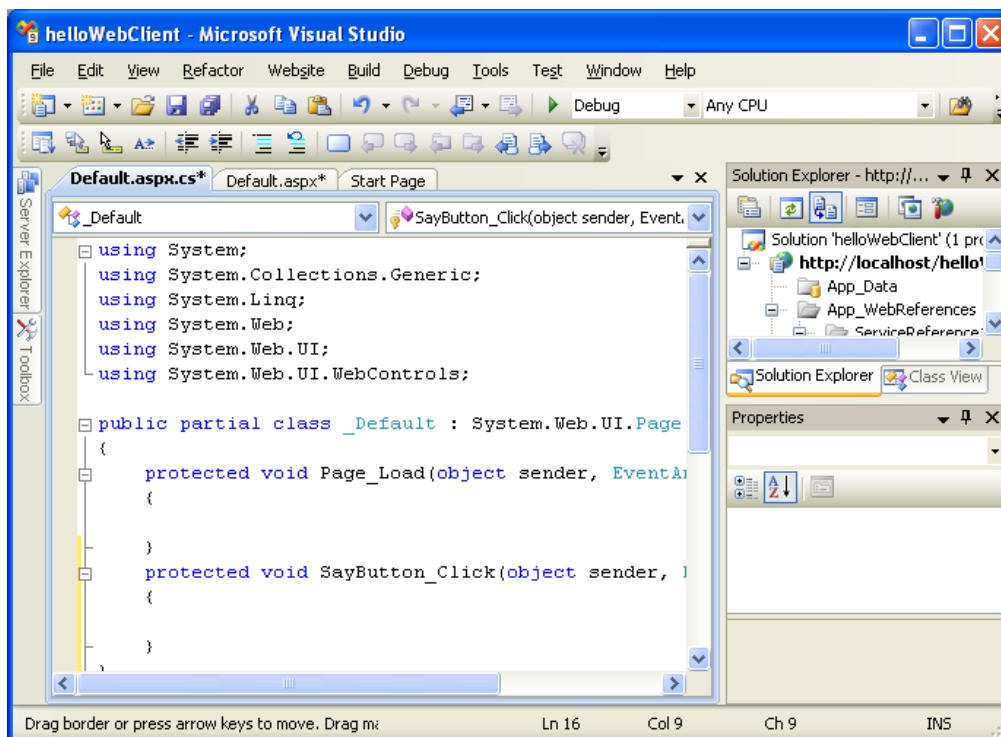 helloWebClient - Microsoft Visual Studio
File Edit View Refactor Website Build Debug Tools Test Window Help
Debug Any CPU
Default.aspx.cs* Default.aspx* Start Page
_Default SayButton_Click(object sender, Event
using System;
using System.Collections.Generic;
using System.Linq;
using System.Web;
using System.Web.UI;
using System.Web.UI.WebControls;
public partial class _Default : System.Web.UI.Page
{
protected void Page_Load(object sender, EventA
{
}
protected void SayButton_Click(object sender,
{
}
Server Explorer
Toolbox
Solution Explorer - http://...
Solution 'helloWebClient' (1 pr
http://localhost/hello
App_Data
App_WebReferences
ServiceReference
Solution Explorer Class View
Properties
Drag border or press arrow keys to move. Drag Ln 16 Col 9 Ch 9 INS